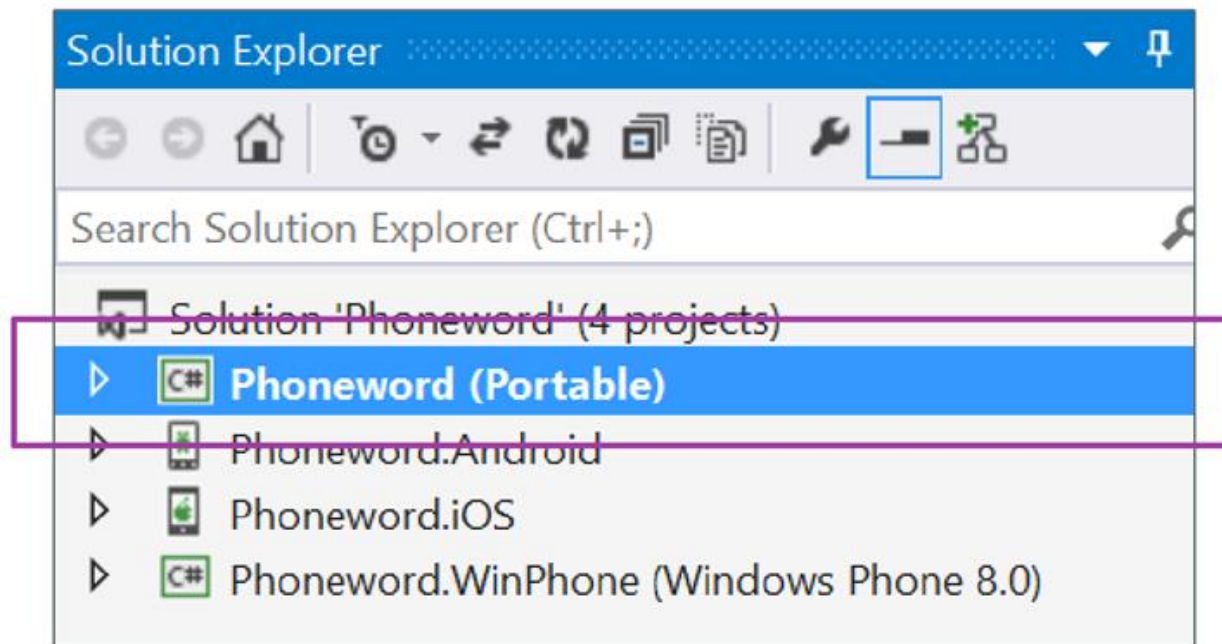 Solution Explorer
Search Solution Explorer (Ctrl+;)
Solution 'Phoneword' (4 projects)
C# Phoneword (Portable)
Phoneword.Android
Phoneword.iOS
C# Phoneword.WinPhone (Windows Phone 8.0)